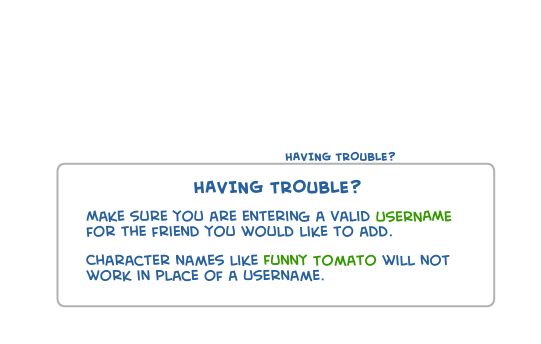 HAVING TROUBLE?
HAVING TROUBLE?
MAKE SURE YOU ARE ENTERING A VALID USERNAME
FOR THE FRIEND YOU WOULD LIKE TO ADD.
CHARACTER NAMES LIKE FUNNY TOMATO WILL NOT
WORK IN PLACE OF A USERNAME.